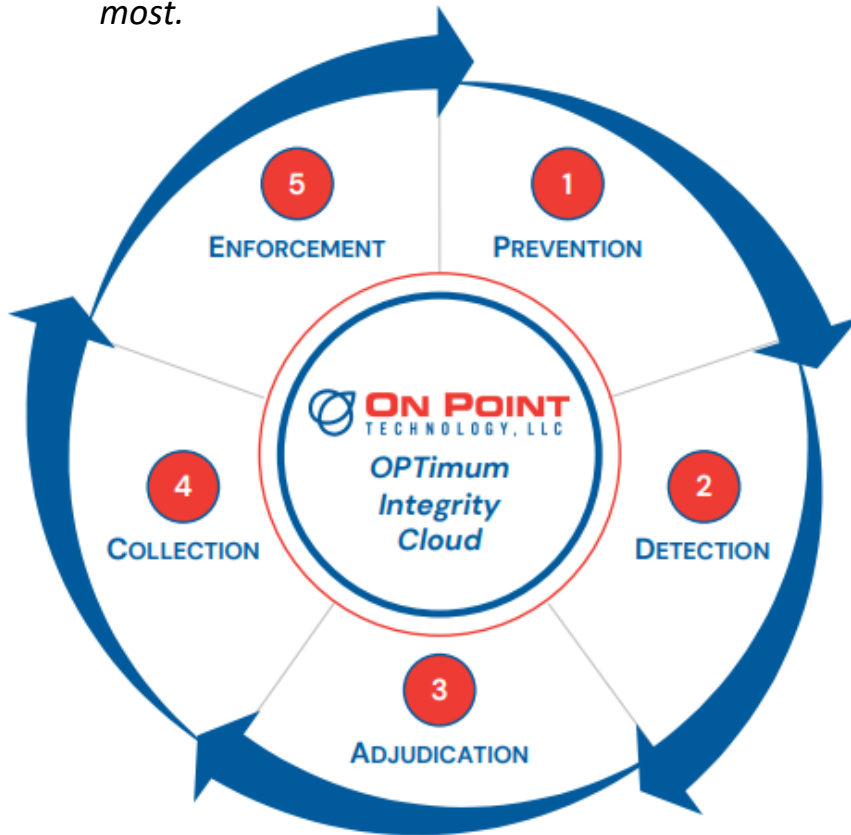 most.
5
ENFORCEMENT
1
PREVENTION
ON POINT
TECHNOLOGY, LLC
OPTimum
Integrity
Cloud
4
COLLECTION
2
DETECTION
3
ADJUDICATION